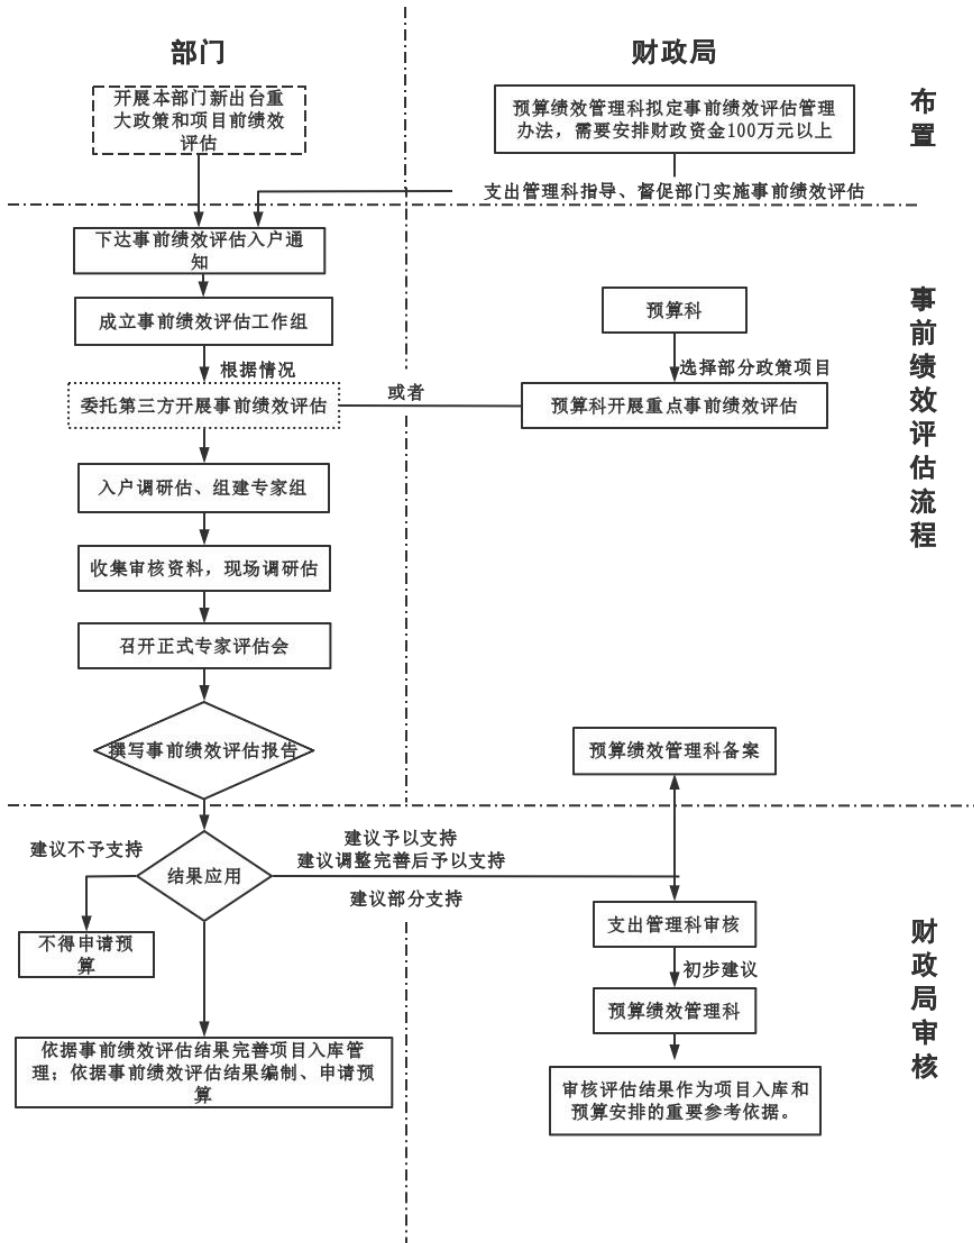 部门
财政局
开展本部门新出台重
大政策和项目前绩效
评估
预算绩效管理科拟定事前绩效评估管理
办法，需要安排财政资金100万元以上
布置
支出管理科指导、督促部门实施事前绩效评估
下达事前绩效评估入户通
知
成立事前绩效评估工作组
预算科
事前绩效评估流程
根据情况
选择部分政策项目
委托第三方开展事前绩效评估
或者
预算科开展重点事前绩效评估
入户调研估、组建专家组
收集审核资料，现场调研估
召开正式专家评估会
撰写事前绩效评估报告
预算绩效管理科备案
建议不予支持
结果应用
建议予以支持
建议调整完善后予以支持
建议部分支持
不得申请预
算
支出管理科审核
初步建议
预算绩效管理科
财政局审核
依据事前绩效评估结果完善项目入库管
理；依据事前绩效评估结果编制、申请预
算
审核评估结果作为项目入库和
预算安排的重要参考依据。